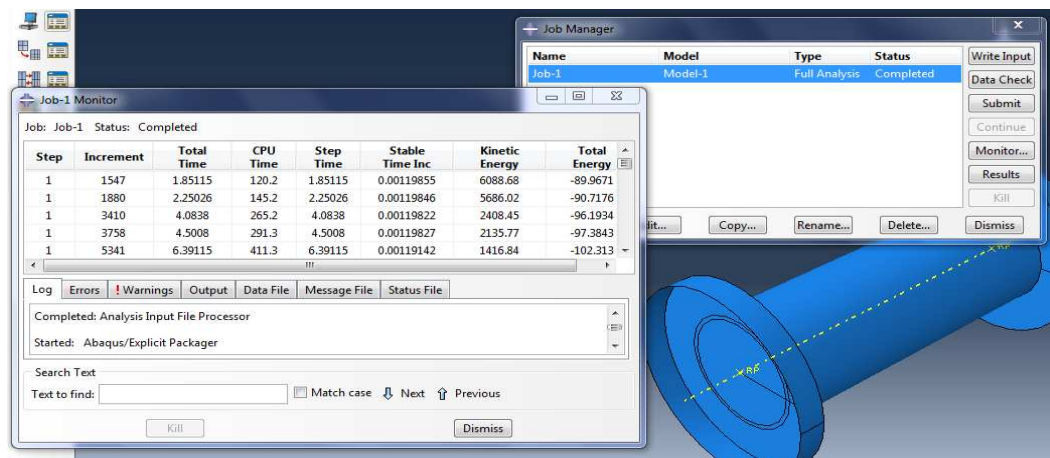 Job Manager
Name Model Type Status
Job-1 Model-1 Full Analysis Completed
Write Input
Data Check
Submit
Continue
Monitor...
Results
Kill
Copy... Rename... Delete... Dismiss
Job-1 Monitor
Job: Job-1 Status: Completed
Step Increment Total Time CPU Time Step Time Stable Time Inc Kinetic Energy Total Energy
1 1547 1.85115 120.2 1.85115 0.00119855 6088.68 -89.9671
1 1880 2.25026 145.2 2.25026 0.00119846 5686.02 -90.7176
1 3410 4.0838 265.2 4.0838 0.00119822 2408.45 -96.1934
1 3758 4.5008 291.3 4.5008 0.00119827 2135.77 -97.3843
1 5341 6.39115 411.3 6.39115 0.00119142 1416.84 -102.313
Log Errors ! Warnings Output Data File Message File Status File
Completed: Analysis Input File Processor
Started: Abaqus/Explicit Packager
Search Text
Text to find: Match case Next Previous
Kill Dismiss
RP